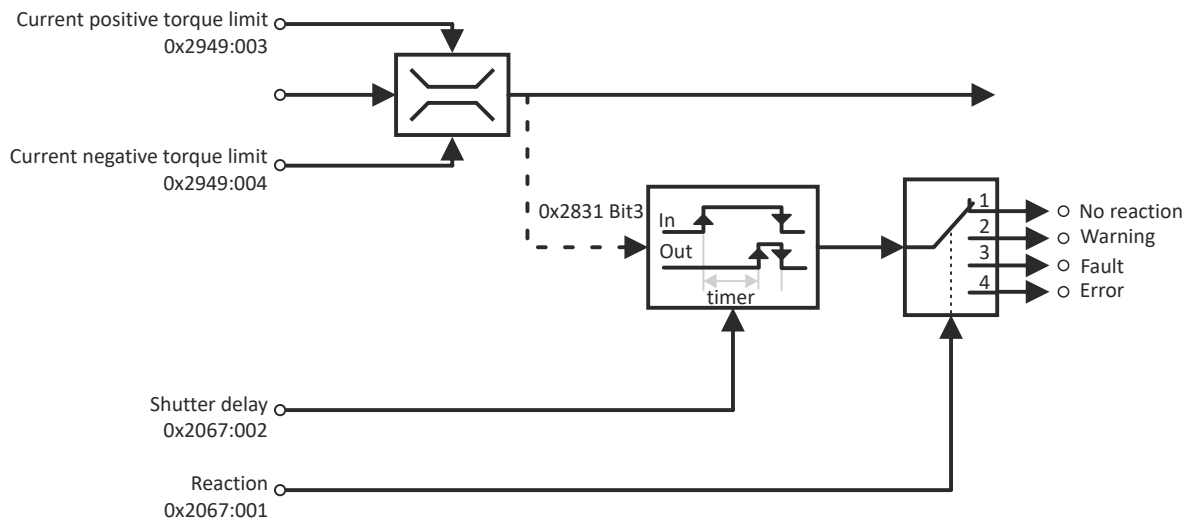 Current positive torque limit
0x2949:003
Current negative torque limit
0x2949:004
0x2831 Bit3
In
Out
timer
1
2
3
4
No reaction
Warning
Fault
Error
Shutter delay
0x2067:002
Reaction
0x2067:001